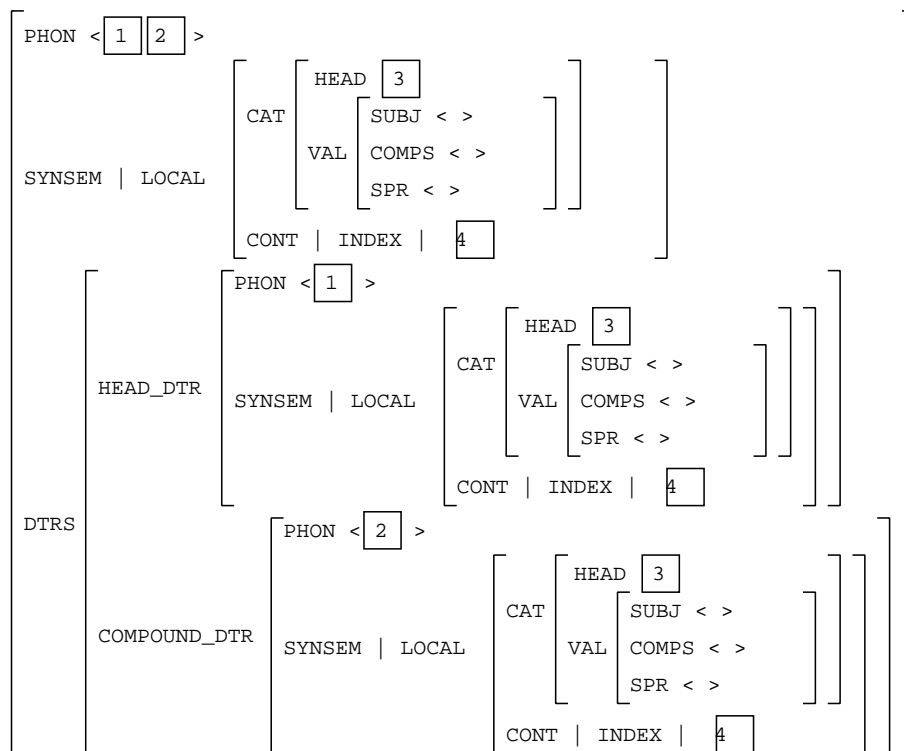 PHON < 1 2 >
HEAD 3
CAT SUBJ < >
VAL COMPS < >
SYNSEM | LOCAL SPR < >
CONT | INDEX | 4
PHON < 1 >
HEAD 3
CAT SUBJ < >
HEAD_DTR SYNSEM | LOCAL VAL COMPS < >
SPR < >
CONT | INDEX | 4
DTRS PHON < 2 >
HEAD 3
CAT SUBJ < >
COMPOUND_DTR SYNSEM | LOCAL VAL COMPS < >
SPR < >
CONT | INDEX | 4